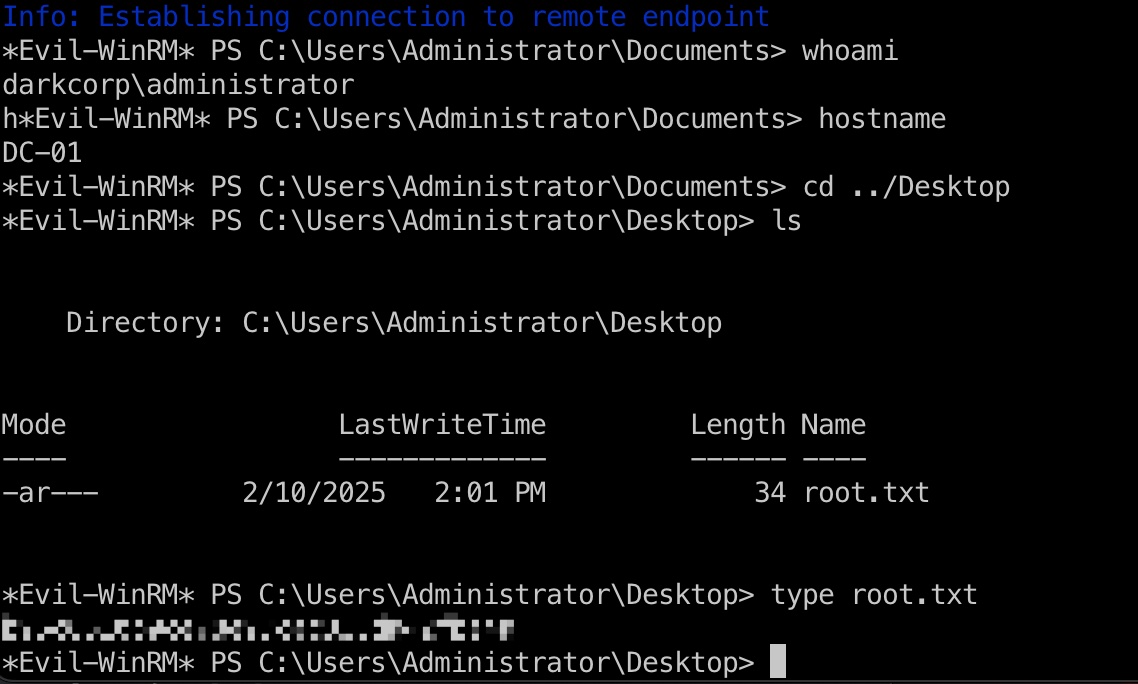 Info: Establishing connection to remote endpoint
*Evil-WinRM* PS C:\Users\Administrator\Documents> whoami
darkcorp\administrator
h*Evil-WinRM* PS C:\Users\Administrator\Documents> hostname
DC-01
*Evil-WinRM* PS C:\Users\Administrator\Documents> cd ../Desktop
*Evil-WinRM* PS C:\Users\Administrator\Desktop> ls
Directory: C:\Users\Administrator\Desktop
Mode LastWriteTime Length Name
---- ------------- ------ ----
-ar--- 2/10/2025 2:01 PM 34 root.txt
*Evil-WinRM* PS C:\Users\Administrator\Desktop> type root.txt
*Evil-WinRM* PS C:\Users\Administrator\Desktop>